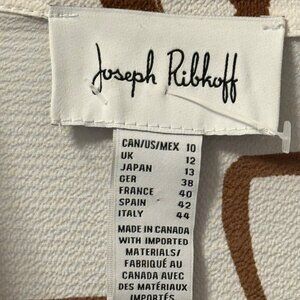 Joseph Ribkoff
CAN/US/MEX 10
UK 12
JAPAN 13
GER 38
FRANCE 40
SPAIN 42
ITALY 44
MADE IN CANADA
WITH IMPORTED
MATERIALS/
FABRIQUÉ AU
CANADA AVEC
DES MATÉRIAUX
IMPORTÉS